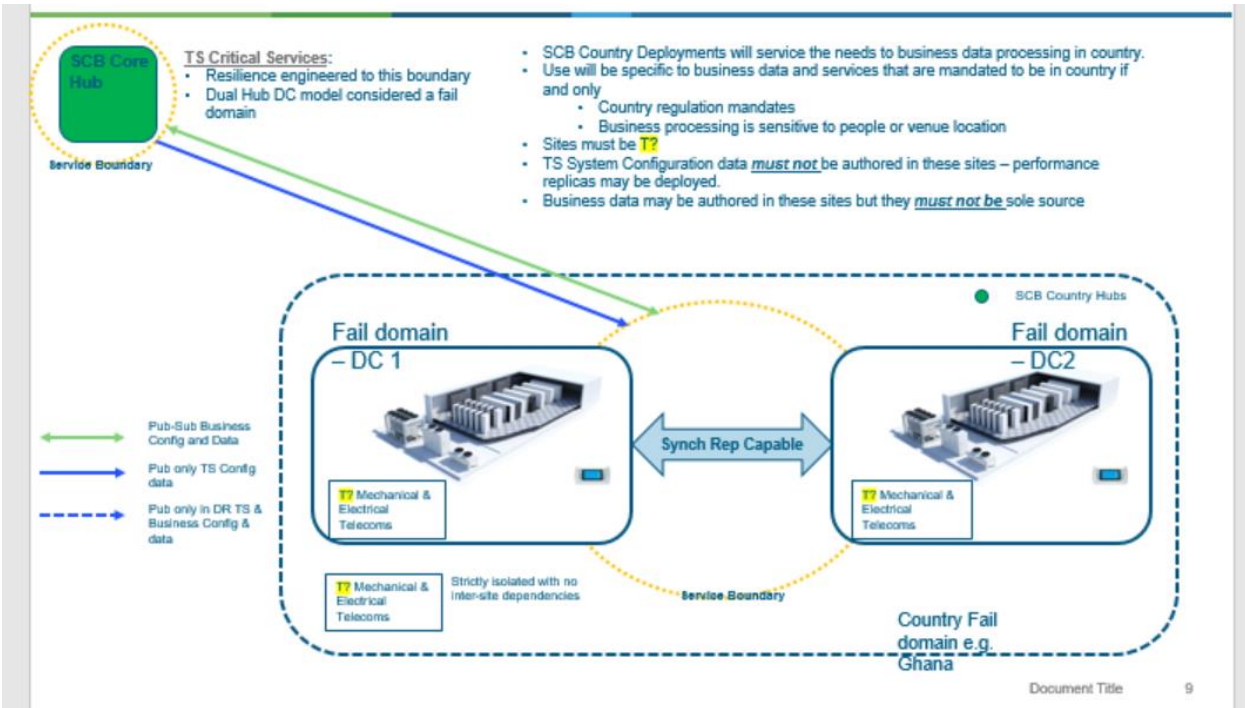 SCB Core
Hub
Service Boundary
TS Critical Services:
• Resilience engineered to this boundary
• Dual Hub DC model considered a fail
domain
• SCB Country Deployments will service the needs to business data processing in country.
• Use will be specific to business data and services that are mandated to be in country if
and only
• Country regulation mandates
• Business processing is sensitive to people or venue location
• Sites must be T?
• TS System Configuration data must not be authored in these sites – performance
replicas may be deployed.
• Business data may be authored in these sites but they must not be sole source
SCB Country Hubs
Fail domain
– DC 1
Fail domain
– DC2
Synch Rep Capable
T? Mechanical &
Electrical
Telecoms
T? Mechanical &
Electrical
Telecoms
Pub-Sub Business
Config and Data
Pub only TS Config
data
Pub only in DR TS &
Business Config &
data
T? Mechanical &
Electrical
Telecoms
Strictly isolated with no
inter-site dependencies
Service Boundary
Country Fail
domain e.g.
Ghana
Document Title 9